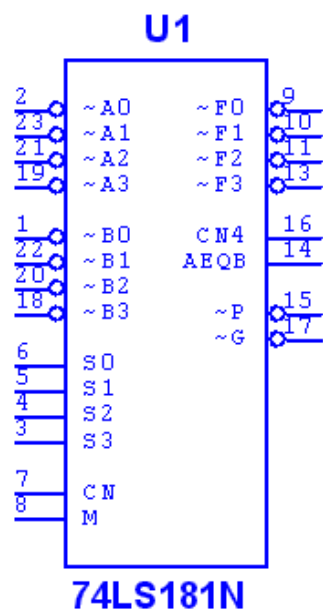 U1
2 ~A0 ~F0 9
23 ~A1 ~F1 10
21 ~A2 ~F2 11
19 ~A3 ~F3 13
1 ~B0 CN4 16
22 ~B1 AEQB 14
20 ~B2
18 ~B3 ~P 15
~G 17
6 S0
5 S1
4 S2
3 S3
7 CN
8 M
74LS181N